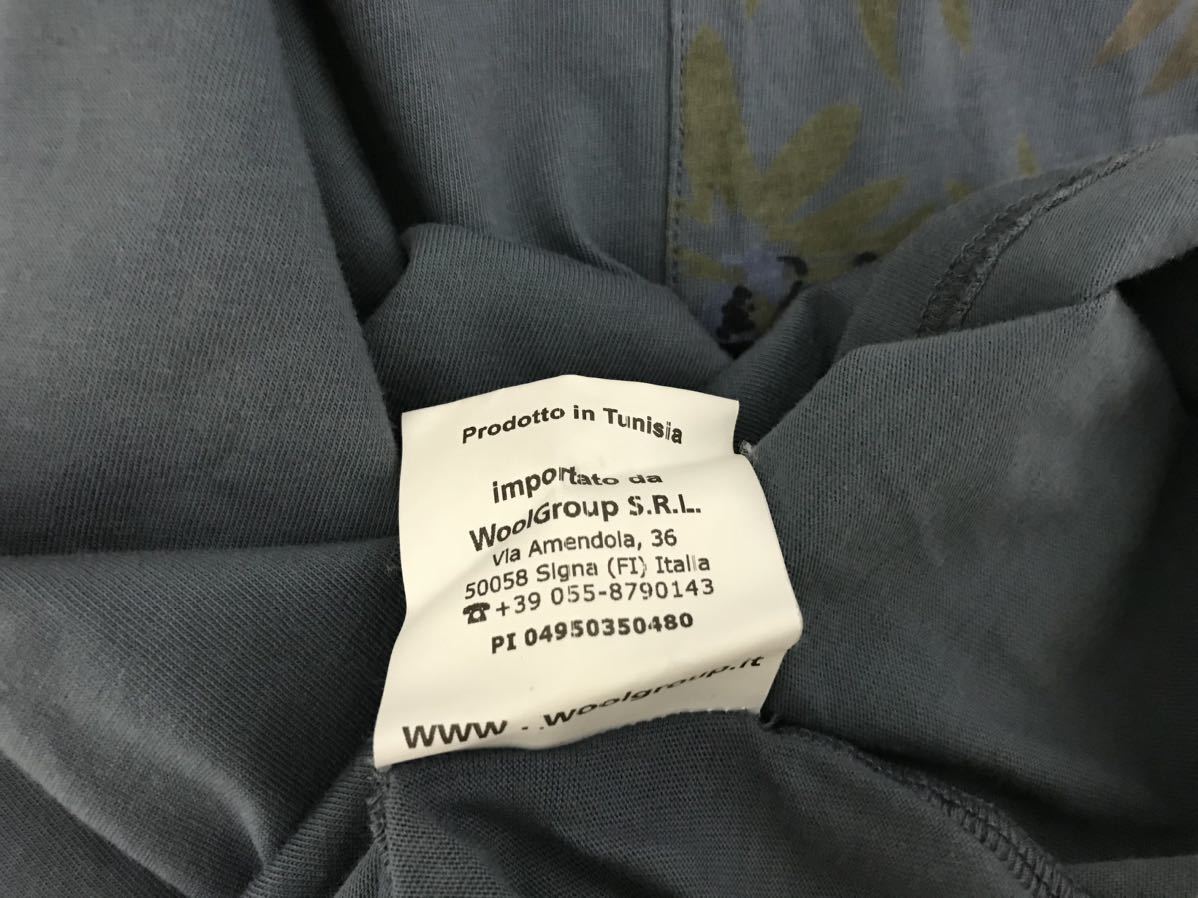 Prodotto in Tunisia
importato da
WoolGroup S.R.L.
Via Amendola, 36
50058 Signa (FI) Italia
☎+39 055-8790143
PI 04950350480
www.woolgroup.it